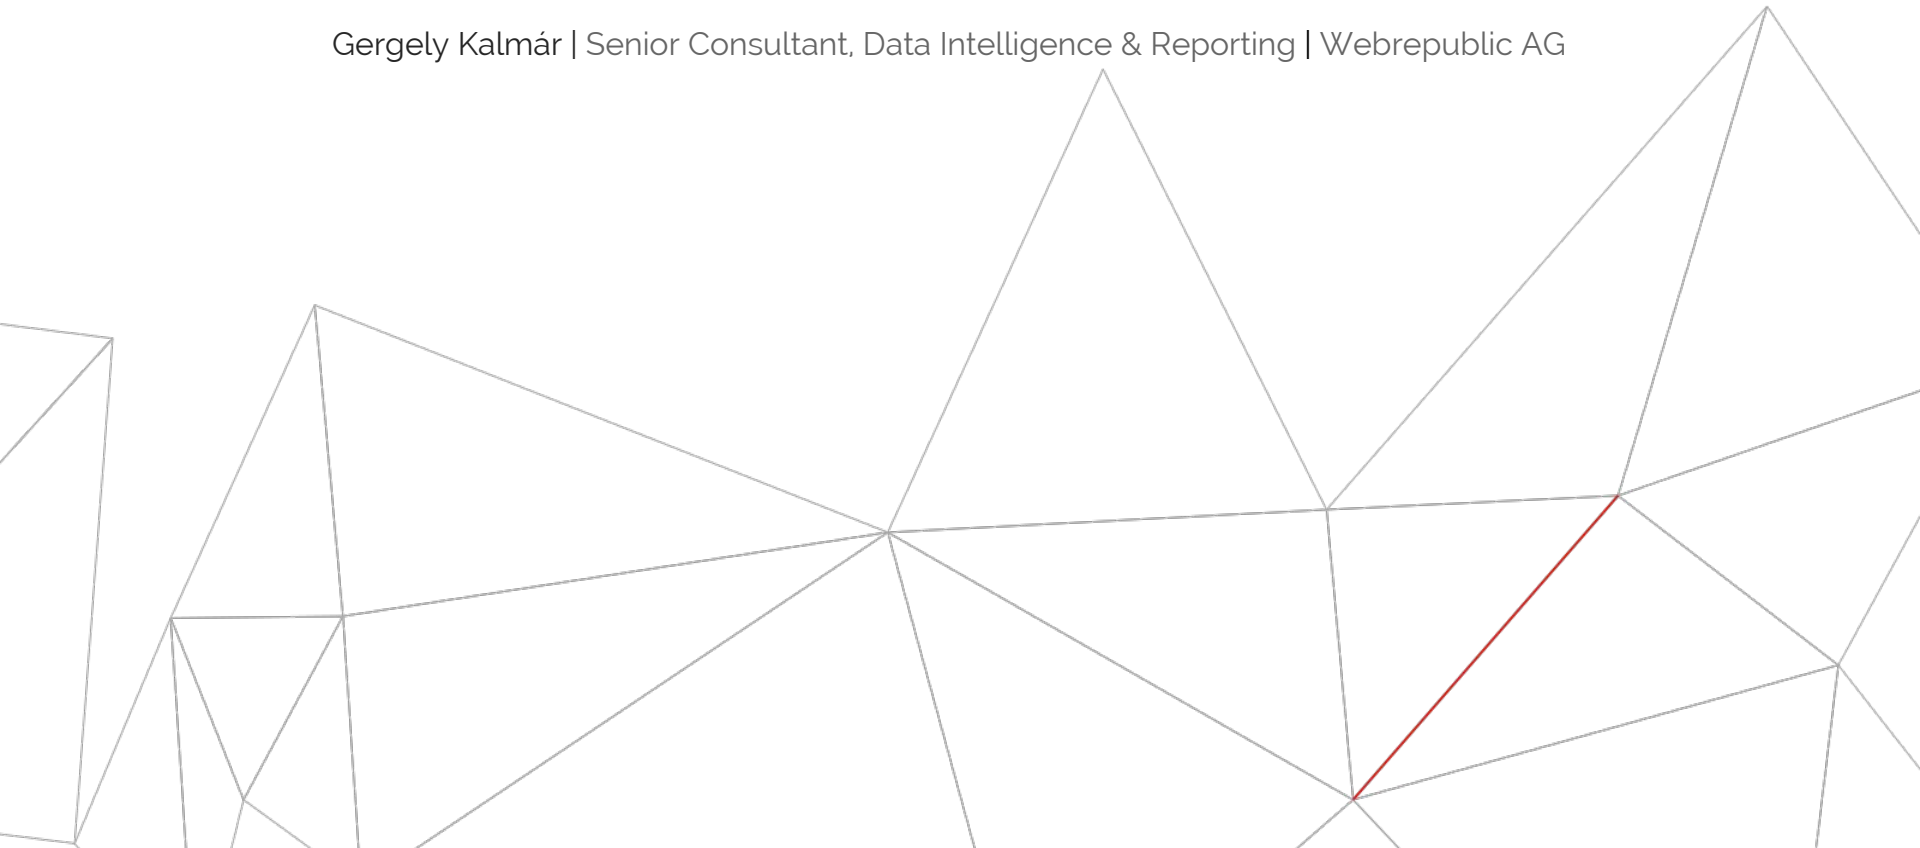 Gergely Kalmár | Senior Consultant, Data Intelligence & Reporting | Webrepublic AG